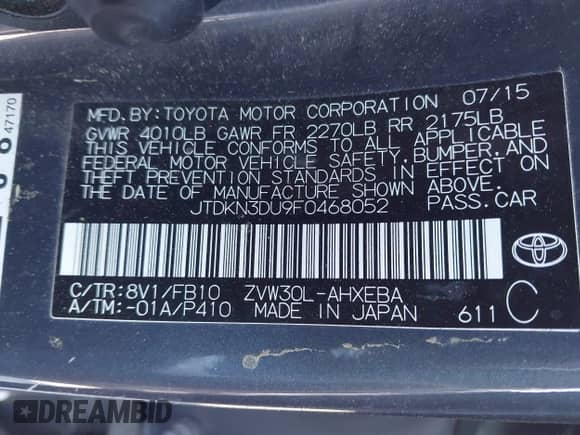 MFD.BY:TOYOTA MOTOR CORPORATION 07/15
GVWR 4010LB GAWR FR 2270LB RR 2175LB
THIS VEHICLE CONFORMS TO ALL APPLICABLE
FEDERAL MOTOR VEHICLE SAFETY,BUMPER,AND
THEFT PREVENTION STANDARDS IN EFFECT ON
THE DATE OF MANUFACTURE SHOWN ABOVE.
JTDKN3DU9F0468052 PASS.CAR
C/TR:8V1/FB10 ZVW30L-AHXEBA
A/TM:-01A/P410 MADE IN JAPAN 611 C
47170
DREAMBID